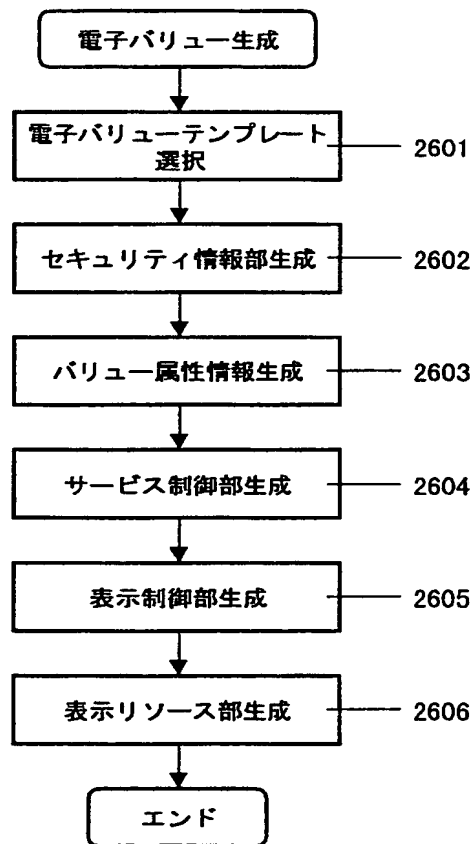 電子バリュー生成
電子バリューテンプレート
選択
2601
セキュリティ情報部生成
2602
バリュー属性情報生成
2603
サービス制御部生成
2604
表示制御部生成
2605
表示リソース部生成
2606
エンド